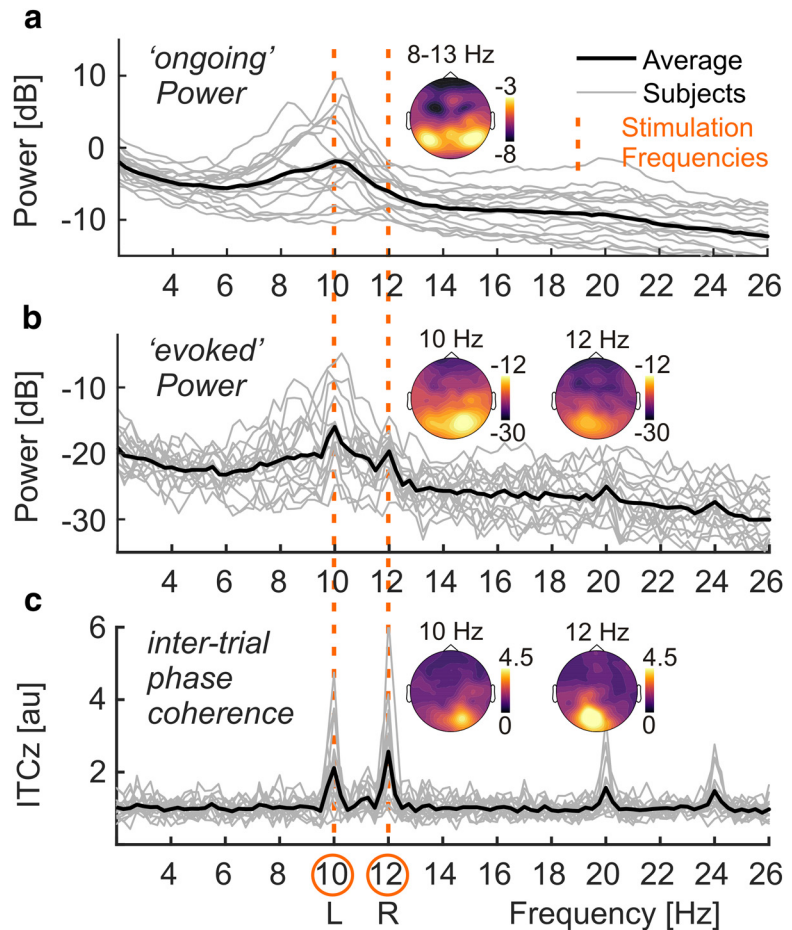 a
'ongoing'
Power
8-13 Hz
-3
-8
Average
Subjects
Stimulation
Frequencies
Power [dB]
10
0
-10
4 6 8 10 12 14 16 18 20 22 24 26
b
'evoked'
Power
10 Hz
-12
-30
12 Hz
-12
-30
Power [dB]
-10
-20
-30
4 6 8 10 12 14 16 18 20 22 24 26
c
inter-trial
phase
coherence
10 Hz
4.5
0
12 Hz
4.5
0
ITCz [au]
6
4
2
4 6 8 10 12 14 16 18 20 22 24 26
L R Frequency [Hz]